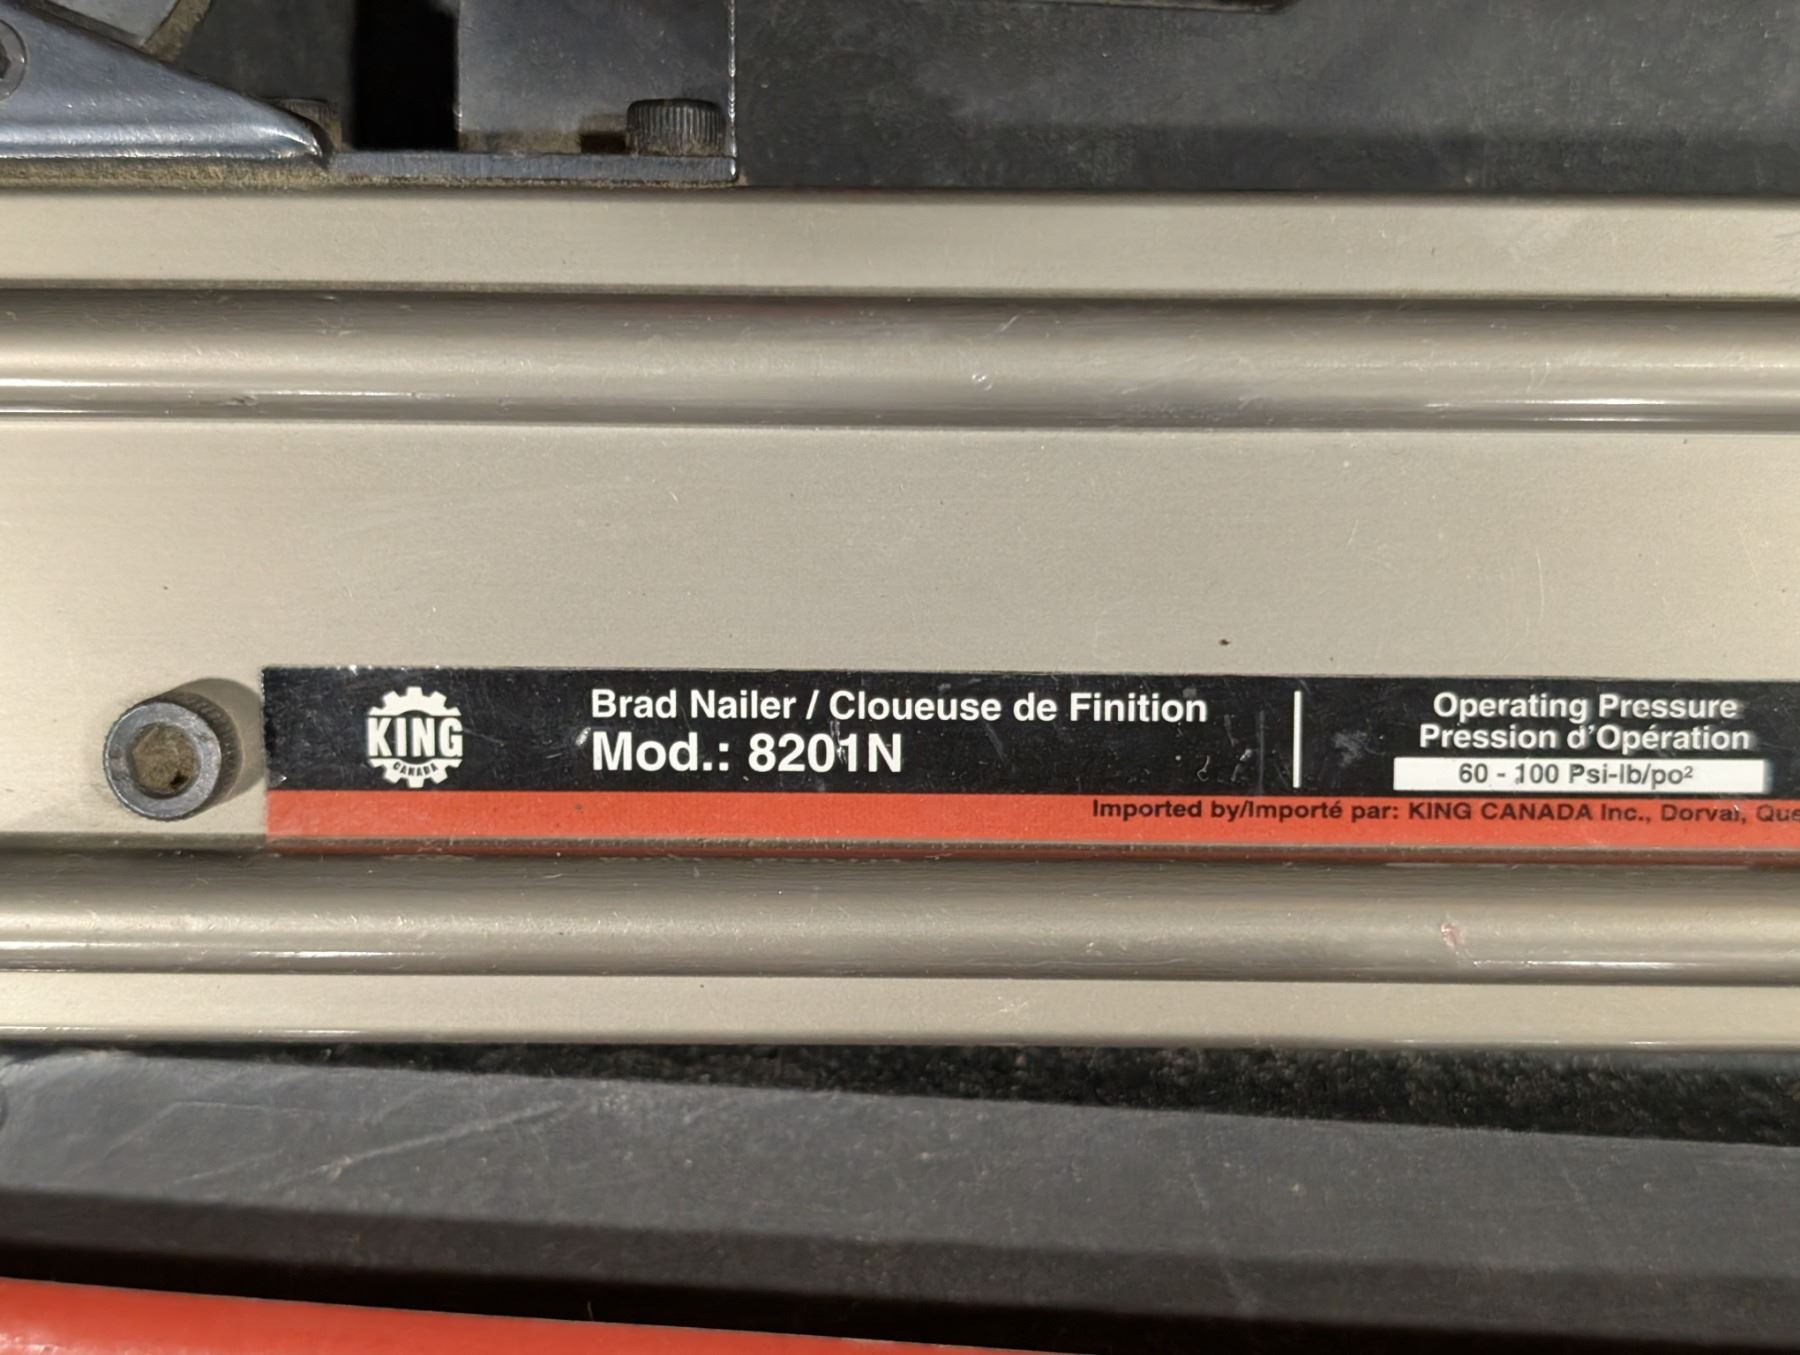 KING
CANADA
Brad Nailer / Cloueuse de Finition
Mod.: 8201N
Operating Pressure
Pression d'Opération
60 - 100 Psi-lb/po²
Imported by/Importé par: KING CANADA Inc., Dorval, Que